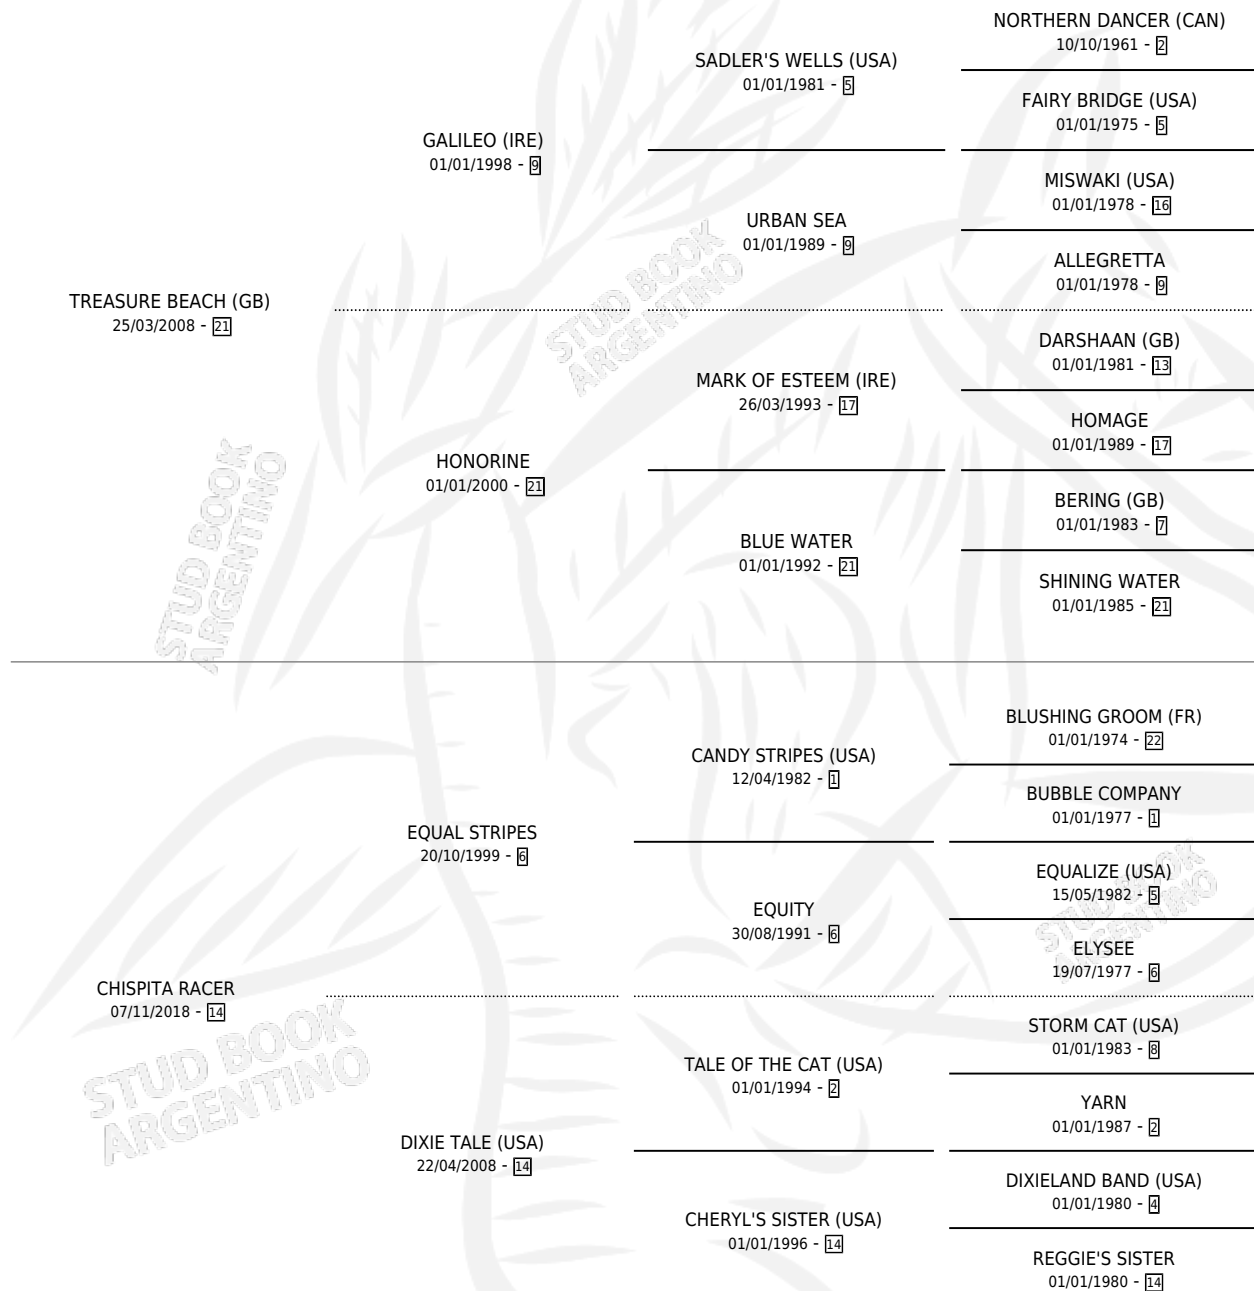 NORTHERN DANCER (CAN)
10/10/1961 - 2
SADLER'S WELLS (USA)
01/01/1981 - 5
FAIRY BRIDGE (USA)
01/01/1975 - 5
GALILEO (IRE)
01/01/1998 - 9
MISWAKI (USA)
01/01/1978 - 16
URBAN SEA
01/01/1989 - 9
ALLEGRETTA
01/01/1978 - 9
TREASURE BEACH (GB)
25/03/2008 - 21
DARSHAAN (GB)
01/01/1981 - 13
MARK OF ESTEEM (IRE)
26/03/1993 - 17
HOMAGE
01/01/1989 - 17
HONORINE
01/01/2000 - 21
BERING (GB)
01/01/1983 - 7
BLUE WATER
01/01/1992 - 21
SHINING WATER
01/01/1985 - 21
BLUSHING GROOM (FR)
01/01/1974 - 22
CANDY STRIPES (USA)
12/04/1982 - 1
BUBBLE COMPANY
01/01/1977 - 1
EQUAL STRIPES
20/10/1999 - 6
EQUALIZE (USA)
15/05/1982 - 5
EQUITY
30/08/1991 - 6
ELYSEE
19/07/1977 - 6
CHISPITA RACER
07/11/2018 - 14
STORM CAT (USA)
01/01/1983 - 8
TALE OF THE CAT (USA)
01/01/1994 - 2
YARN
01/01/1987 - 2
DIXIE TALE (USA)
22/04/2008 - 14
DIXIELAND BAND (USA)
01/01/1980 - 4
CHERYL'S SISTER (USA)
01/01/1996 - 14
REGGIE'S SISTER
01/01/1980 - 14
STUD BOOK
ARGENTINO
STUD BOOK
ARGENTINO
STUD BOOK
ARGENTINO
STUD BOOK
ARGENTINO